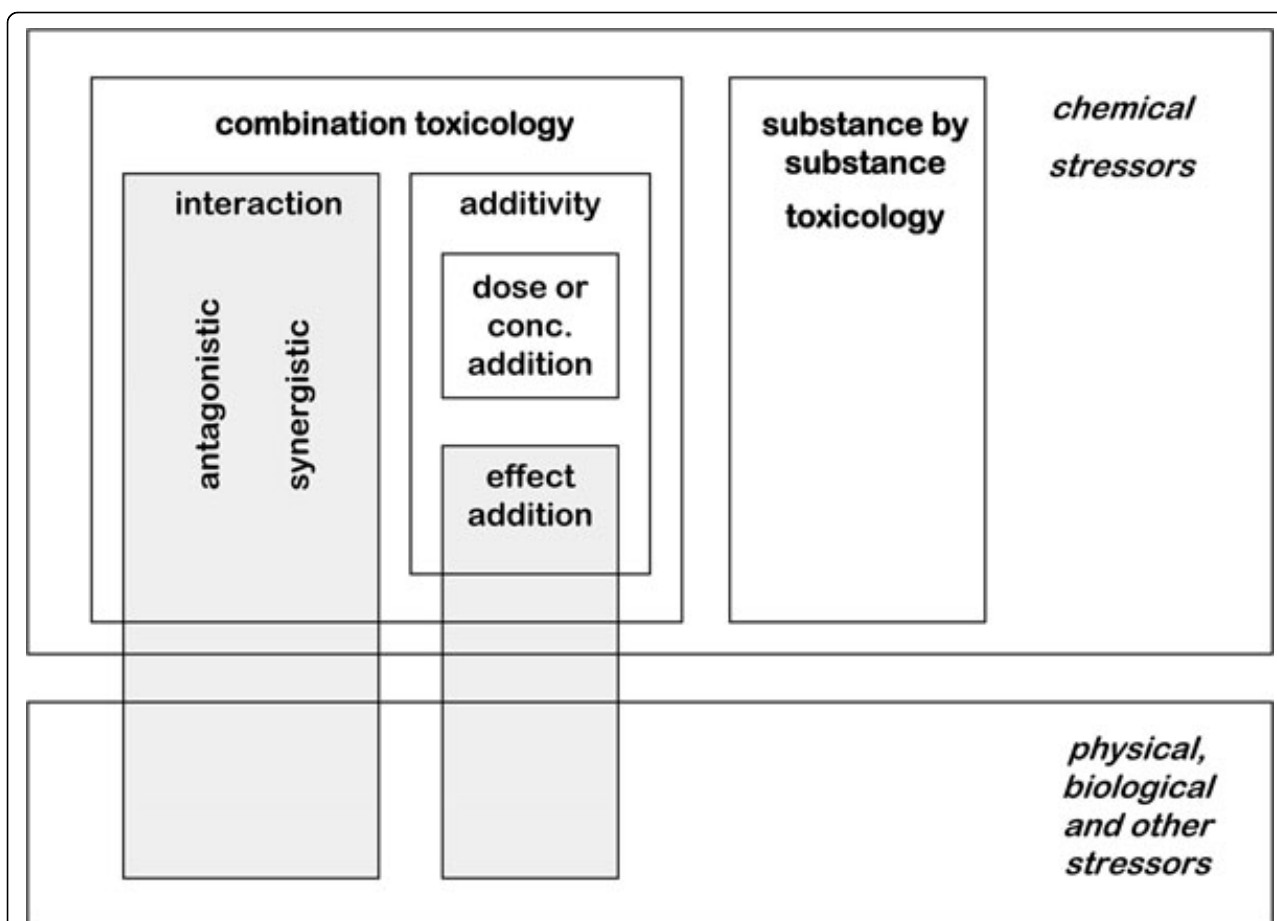 combination toxicology
interaction
antagonistic
synergistic
additivity
dose or
conc.
addition
effect
addition
substance by
substance
toxicology
chemical
stressors
physical,
biological
and other
stressors